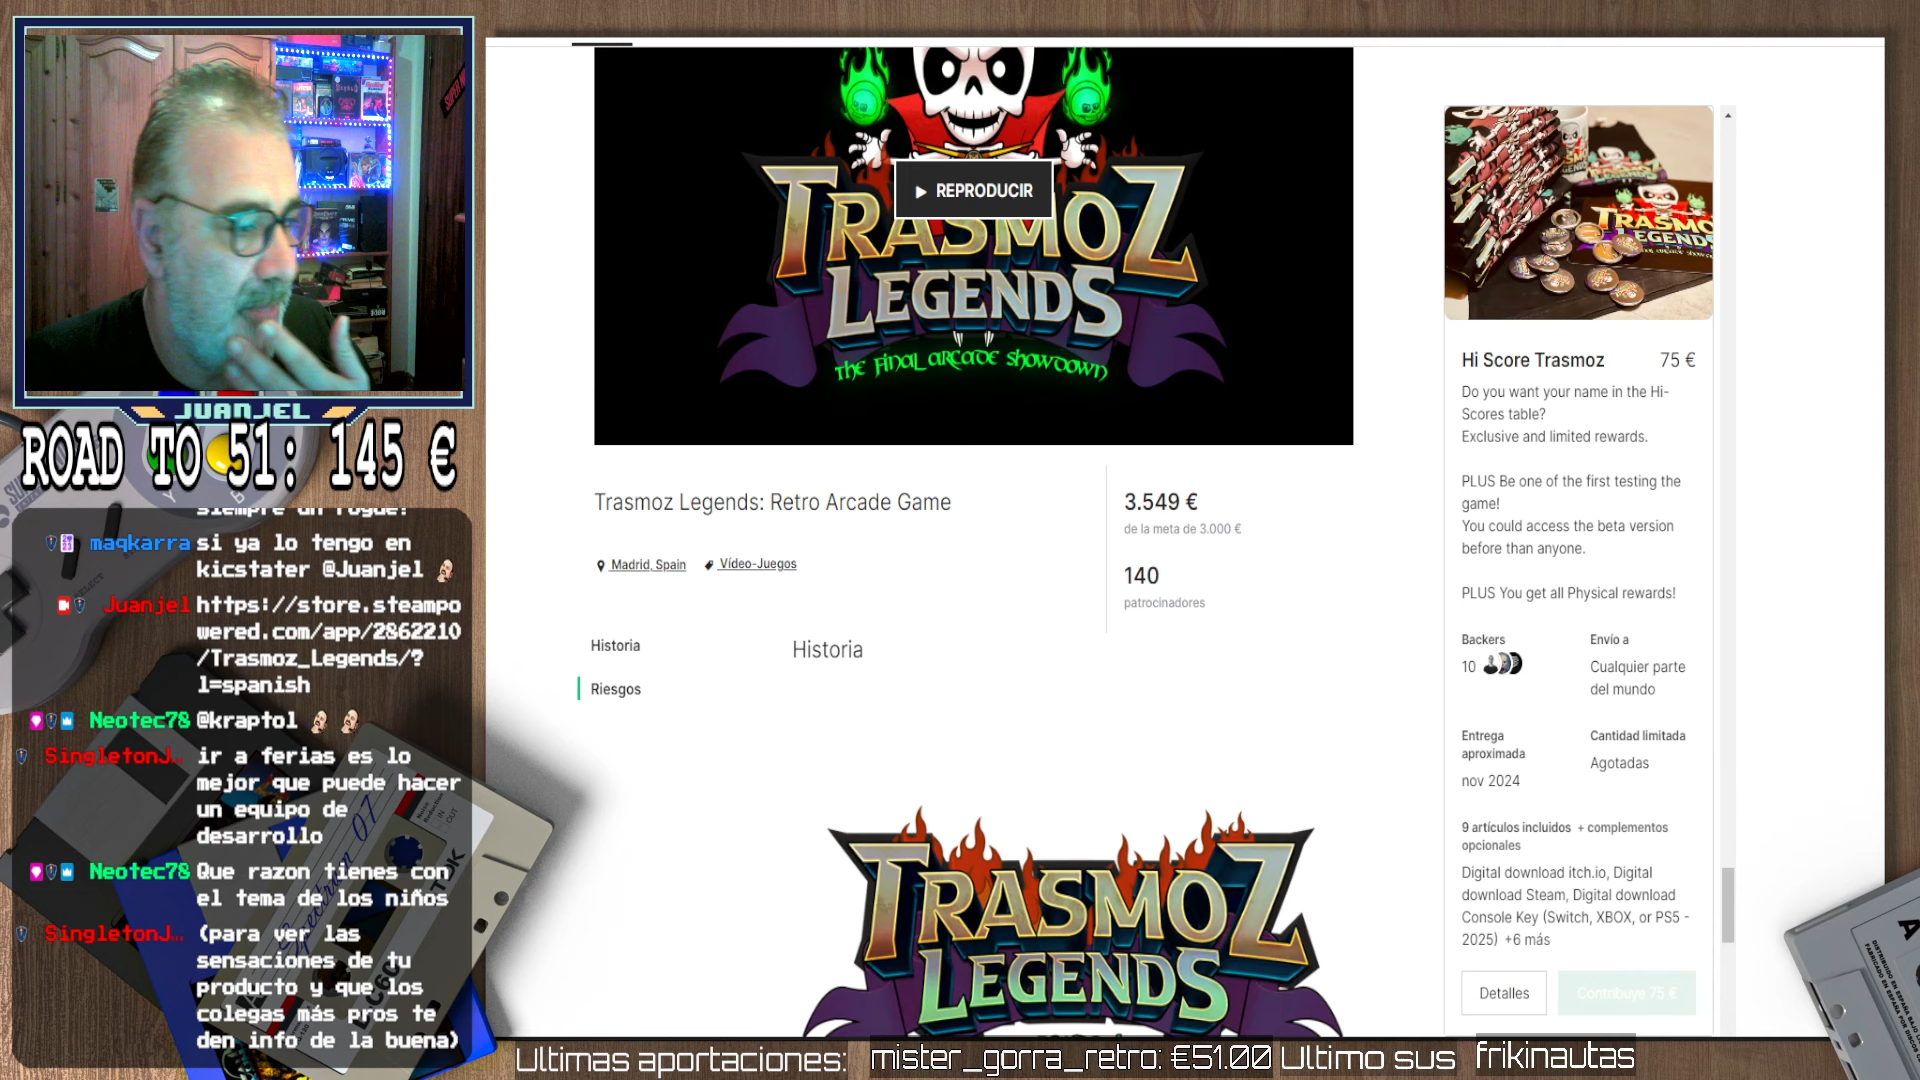 JUANJEL
ROAD TO 51: 145 €
siempre un rogue!
maqkarra si ya lo tengo en
kicstater @Juanjel
Juanjel https://store.steampo
wered.com/app/2862210
/Trasmoz_Legends/?
l=spanish
Neotec78 @kraptol
SingletonJ… ir a ferias es lo
mejor que puede hacer
un equipo de
desarrollo
Neotec78 Que razon tienes con
el tema de los niños
SingletonJ… (para ver las
sensaciones de tu
producto y que los
colegas más pros te
den info de la buena)
REPRODUCIR
TRASMOZ
LEGENDS
the final arcade showdown
Trasmoz Legends: Retro Arcade Game
Madrid, Spain
Vídeo-Juegos
3.549 €
de la meta de 3.000 €
140
patrocinadores
Historia
Riesgos
Historia
TRASMOZ
LEGENDS
Hi Score Trasmoz 75 €
Do you want your name in the Hi-
Scores table?
Exclusive and limited rewards.
PLUS Be one of the first testing the
game!
You could access the beta version
before than anyone.
PLUS You get all Physical rewards!
Backers
10
Envío a
Cualquier parte
del mundo
Entrega
aproximada
nov 2024
Cantidad limitada
Agotadas
9 artículos incluidos + complementos
opcionales
Digital download itch.io, Digital
download Steam, Digital download
Console Key (Switch, XBOX, or PS5 -
2025) +6 más
Detalles
Contribuye 75 €
Ultimas aportaciones: mister_gorra_retro: €51.00 Ultimo sus frikinautas